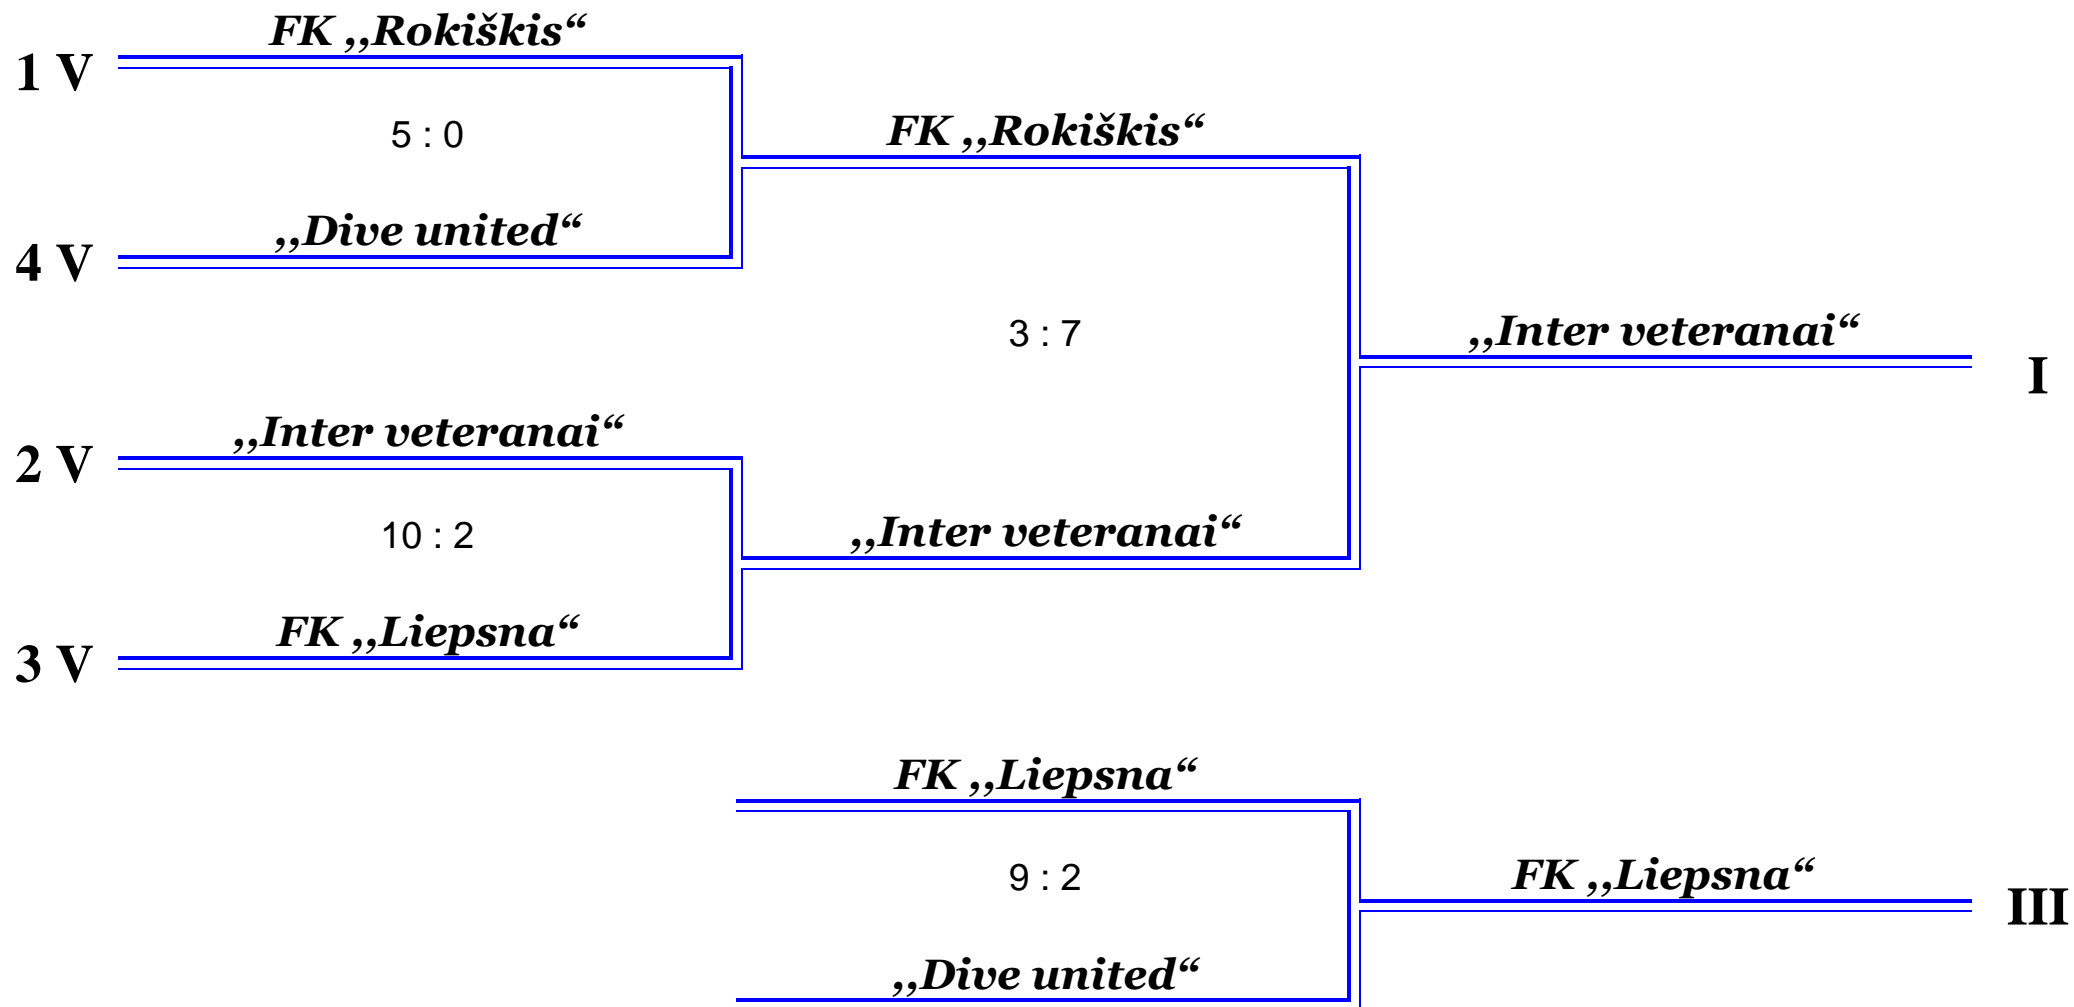 FK ,,Rokiškis“
1 V
5 : 0
FK ,,Rokiškis“
,,Dive united“
4 V
3 : 7
,,Inter veteranai“
I
,,Inter veteranai“
2 V
10 : 2
,,Inter veteranai“
FK ,,Liepsna“
3 V
FK ,,Liepsna“
9 : 2
FK ,,Liepsna“
III
,,Dive united“